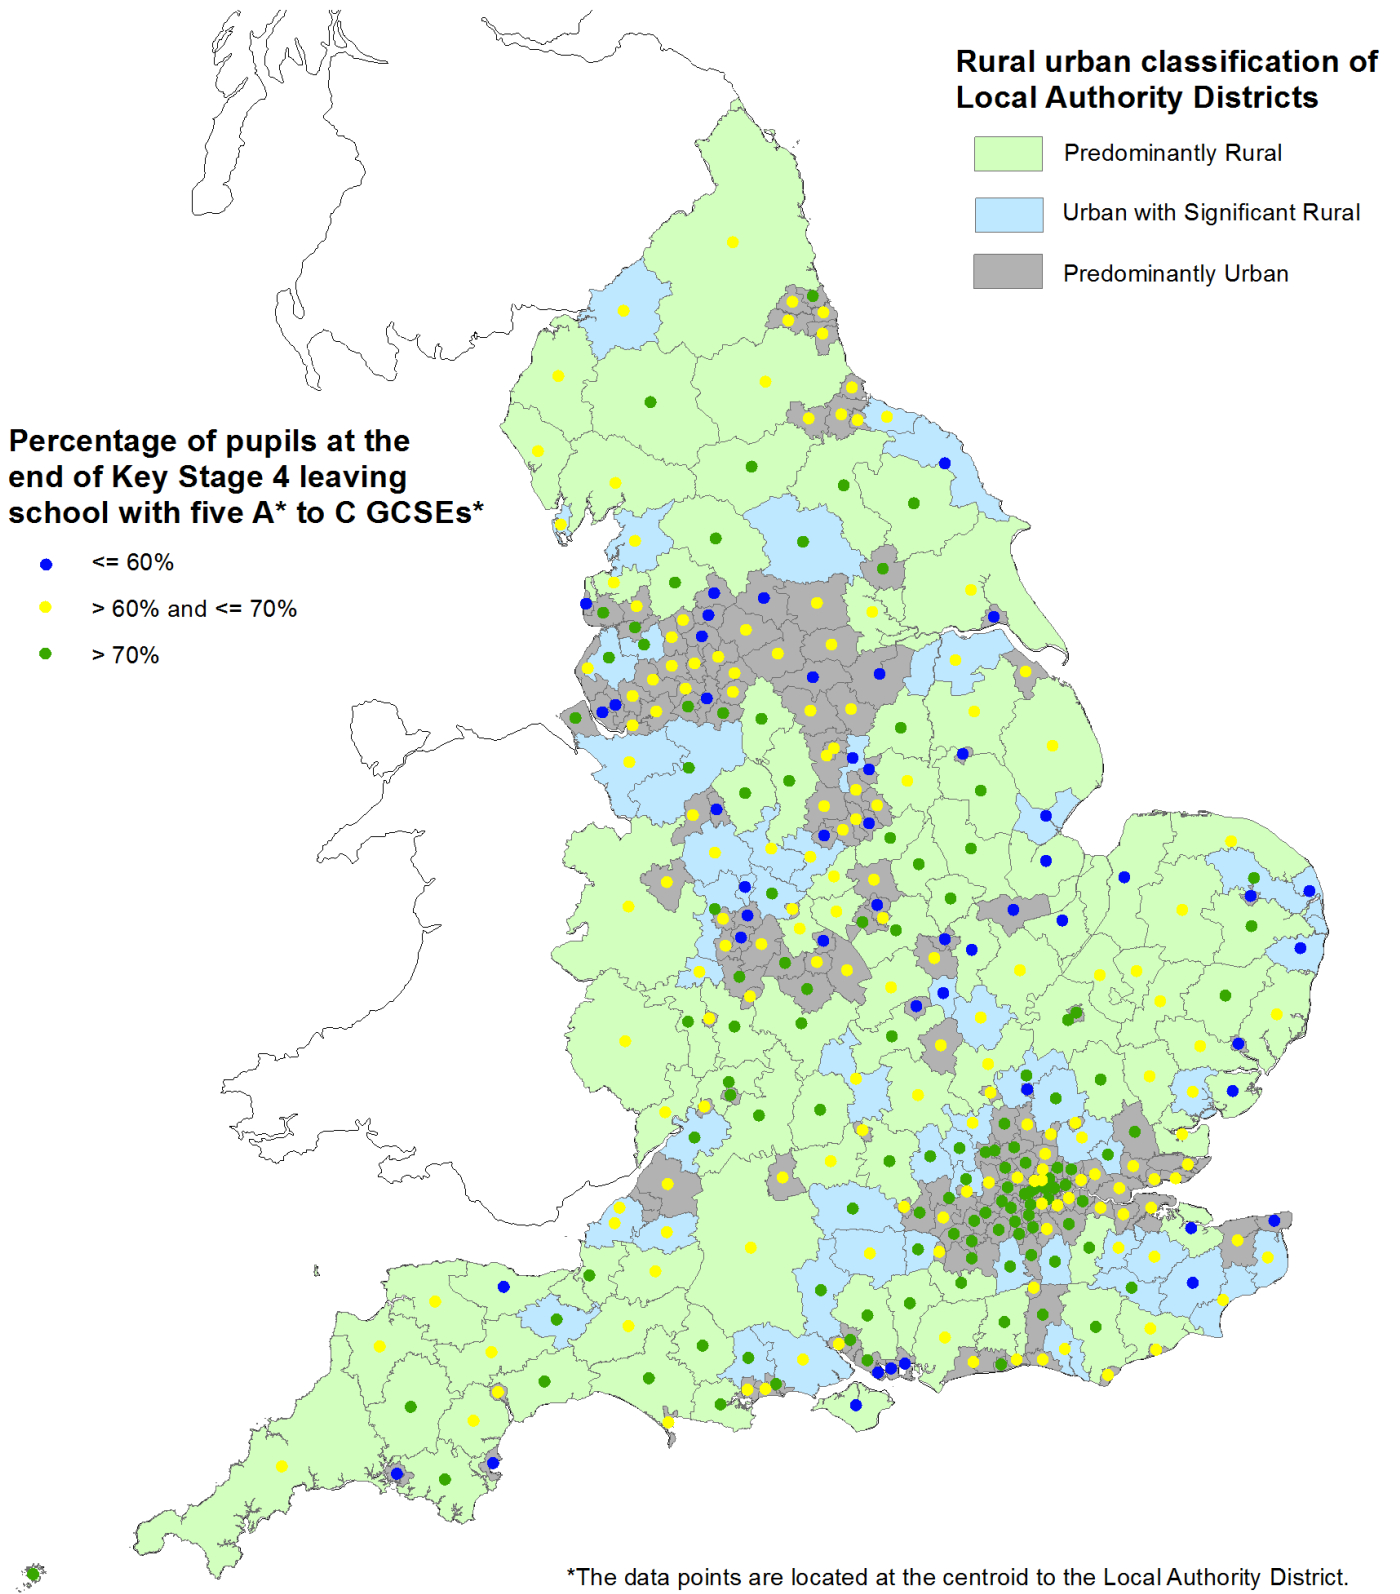 Rural urban classification of
Local Authority Districts
Predominantly Rural
Urban with Significant Rural
Predominantly Urban
Percentage of pupils at the
end of Key Stage 4 leaving
school with five A* to C GCSEs*
<= 60%
> 60% and <= 70%
> 70%
*The data points are located at the centroid to the Local Authority District.